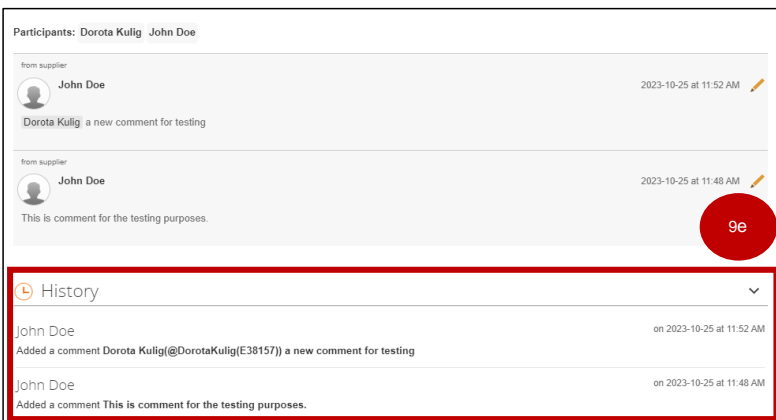 Participants: Dorota Kulig John Doe
from supplier
John Doe 2023-10-25 at 11:52 AM
Dorota Kulig a new comment for testing
from supplier
John Doe 2023-10-25 at 11:48 AM
This is comment for the testing purposes.
9e
History
John Doe on 2023-10-25 at 11:52 AM
Added a comment Dorota Kulig(@DorotaKulig(E38157)) a new comment for testing
John Doe on 2023-10-25 at 11:48 AM
Added a comment This is comment for the testing purposes.